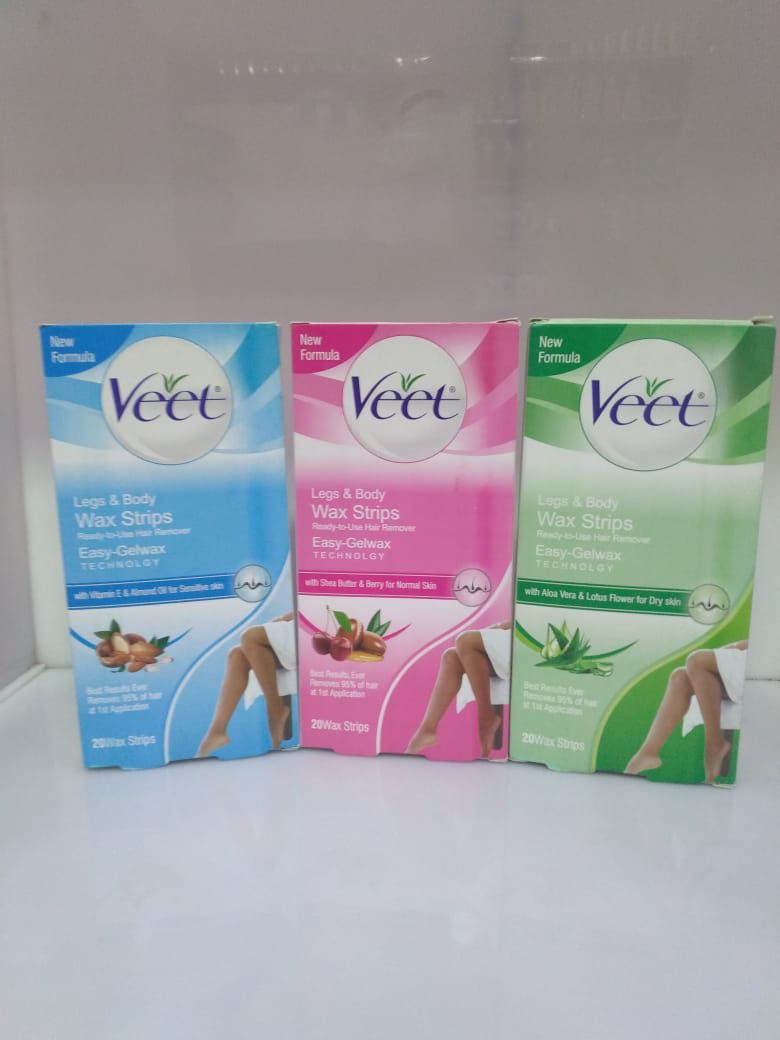 New
Formula
Veet®
Legs & Body
Wax Strips
Ready-to-Use Hair Remover
Easy-Gelwax
TECHNOLGY
with Vitamin E & Almond Oil for Sensitive skin
Best Results Ever
Removes 95% of hair
at 1st Application
20Wax Strips
New
Formula
Veet®
Legs & Body
Wax Strips
Ready-to-Use Hair Remover
Easy-Gelwax
TECHNOLGY
with Shea Butter & Berry for Normal Skin
Best Results Ever
Removes 95% of hair
at 1st Application
20Wax Strips
New
Formula
Veet®
Legs & Body
Wax Strips
Ready-to-Use Hair Remover
Easy-Gelwax
TECHNOLGY
with Aloe Vera & Lotus Flower for Dry skin
Best Results Ever
Removes 95% of hair
at 1st Application
20Wax Strips